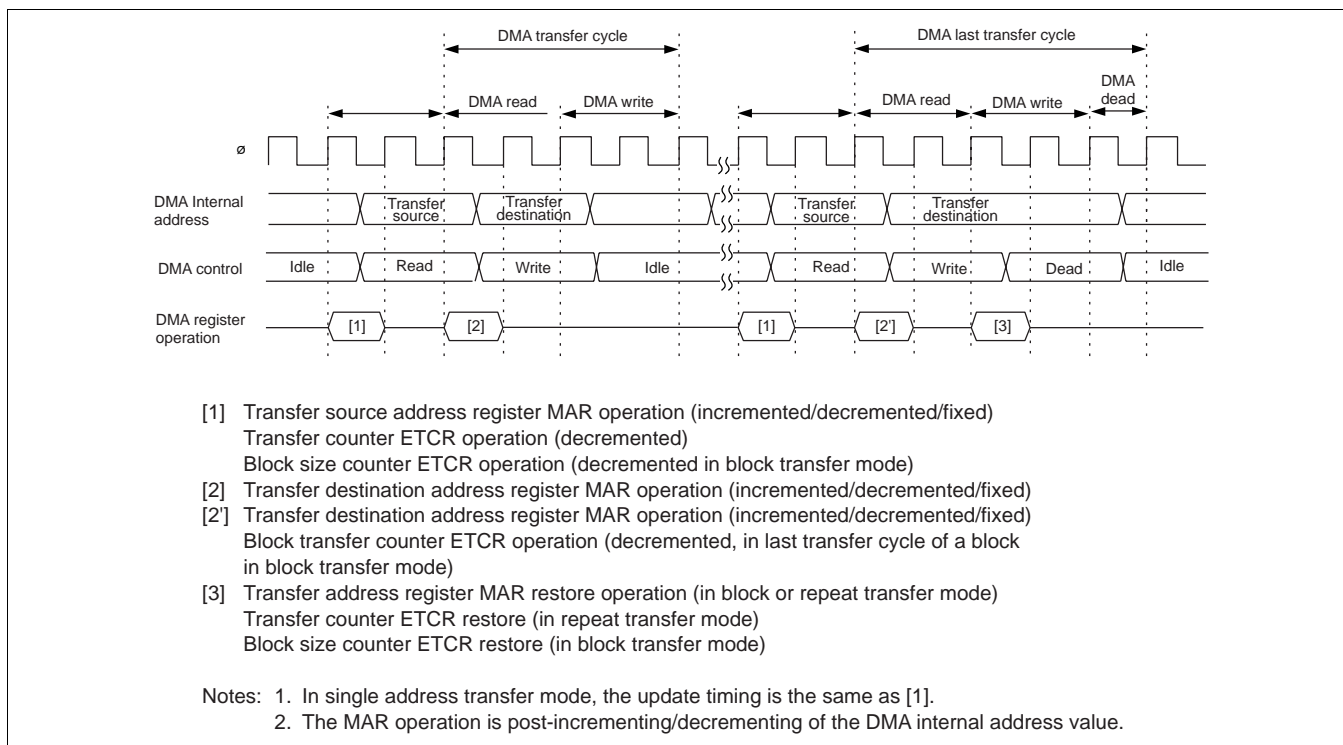 DMA transfer cycle
DMA last transfer cycle
DMA read
DMA write
DMA read
DMA write
DMA
dead
ø
DMA Internal
address
Transfer
source
Transfer
destination
Transfer
source
Transfer
destination
DMA control
Idle
Read
Write
Idle
Read
Write
Dead
Idle
DMA register
operation
[1]
[2]
[1]
[2']
[3]
[1] Transfer source address register MAR operation (incremented/decremented/fixed)
Transfer counter ETCR operation (decremented)
Block size counter ETCR operation (decremented in block transfer mode)
[2] Transfer destination address register MAR operation (incremented/decremented/fixed)
[2'] Transfer destination address register MAR operation (incremented/decremented/fixed)
Block transfer counter ETCR operation (decremented, in last transfer cycle of a block
in block transfer mode)
[3] Transfer address register MAR restore operation (in block or repeat transfer mode)
Transfer counter ETCR restore (in repeat transfer mode)
Block size counter ETCR restore (in block transfer mode)
Notes: 1. In single address transfer mode, the update timing is the same as [1].
2. The MAR operation is post-incrementing/decrementing of the DMA internal address value.